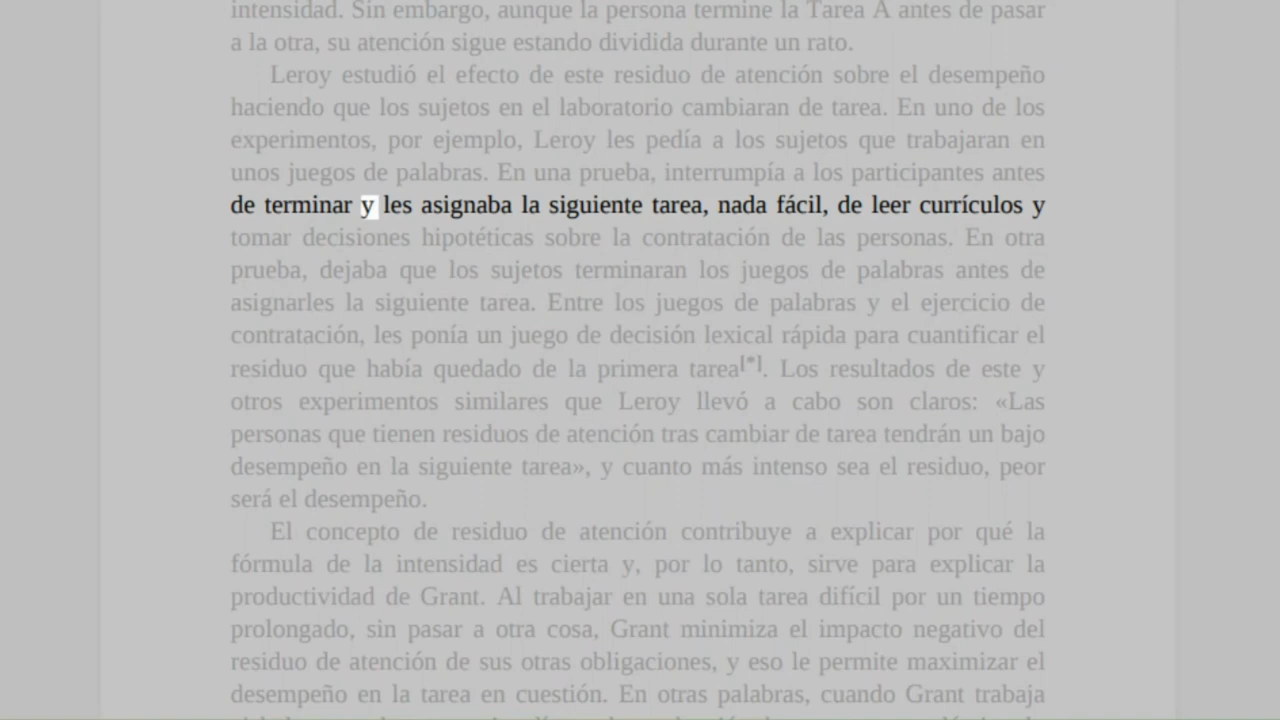 intensidad. Sin embargo, aunque la persona termine la Tarea A antes de pasar
a la otra, su atención sigue estando dividida durante un rato.
Leroy estudió el efecto de este residuo de atención sobre el desempeño
haciendo que los sujetos en el laboratorio cambiaran de tarea. En uno de los
experimentos, por ejemplo, Leroy les pedía a los sujetos que trabajaran en
unos juegos de palabras. En una prueba, interrumpía a los participantes antes
de terminar y les asignaba la siguiente tarea, nada fácil, de leer currículos y
tomar decisiones hipotéticas sobre la contratación de las personas. En otra
prueba, dejaba que los sujetos terminaran los juegos de palabras antes de
asignarles la siguiente tarea. Entre los juegos de palabras y el ejercicio de
contratación, les ponía un juego de decisión lexical rápida para cuantificar el
residuo que había quedado de la primera tarea[*]. Los resultados de este y
otros experimentos similares que Leroy llevó a cabo son claros: «Las
personas que tienen residuos de atención tras cambiar de tarea tendrán un bajo
desempeño en la siguiente tarea», y cuanto más intenso sea el residuo, peor
será el desempeño.
El concepto de residuo de atención contribuye a explicar por qué la
fórmula de la intensidad es cierta y, por lo tanto, sirve para explicar la
productividad de Grant. Al trabajar en una sola tarea difícil por un tiempo
prolongado, sin pasar a otra cosa, Grant minimiza el impacto negativo del
residuo de atención de sus otras obligaciones, y eso le permite maximizar el
desempeño en la tarea en cuestión. En otras palabras, cuando Grant trabaja